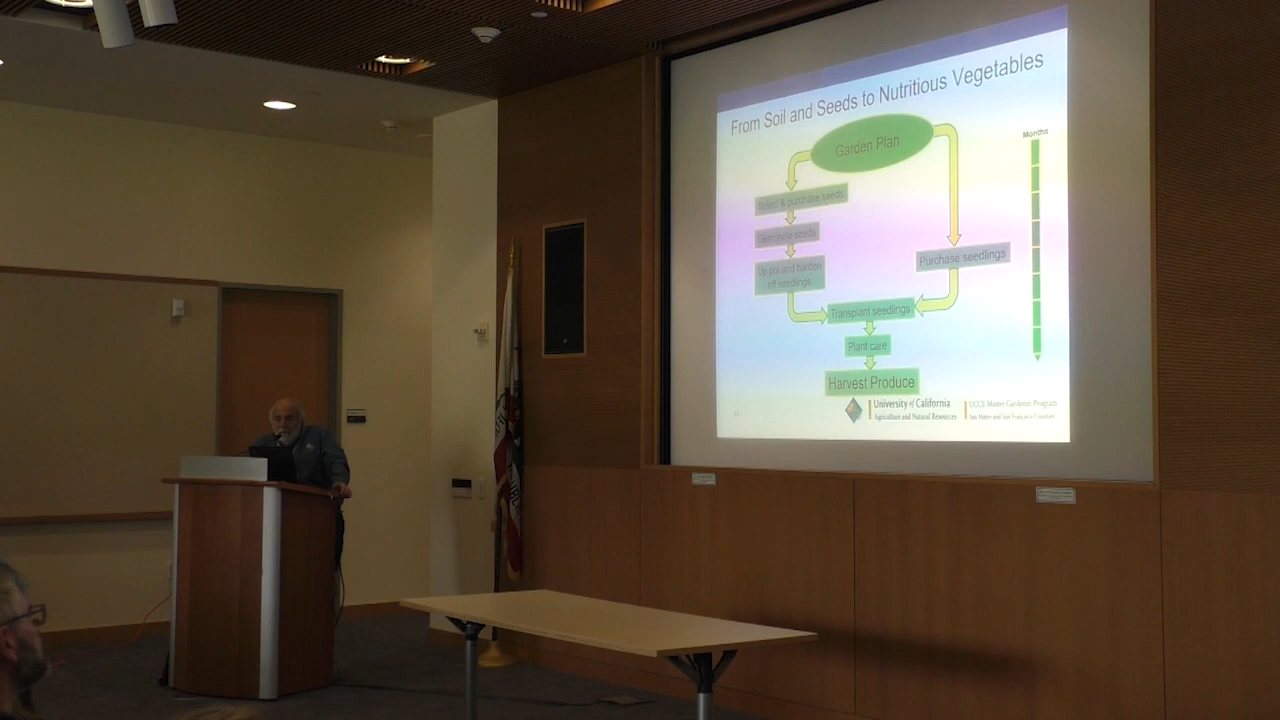 From Soil and Seeds to Nutritious Vegetables
Months
Garden Plan
Select & purchase seeds
Germinate seeds
Up pot and harden
off seedlings
Purchase seedlings
Transplant seedlings
Plant care
Harvest Produce
University of California
Agriculture and Natural Resources
UCCE Master Gardener Program
San Mateo and San Francisco Counties